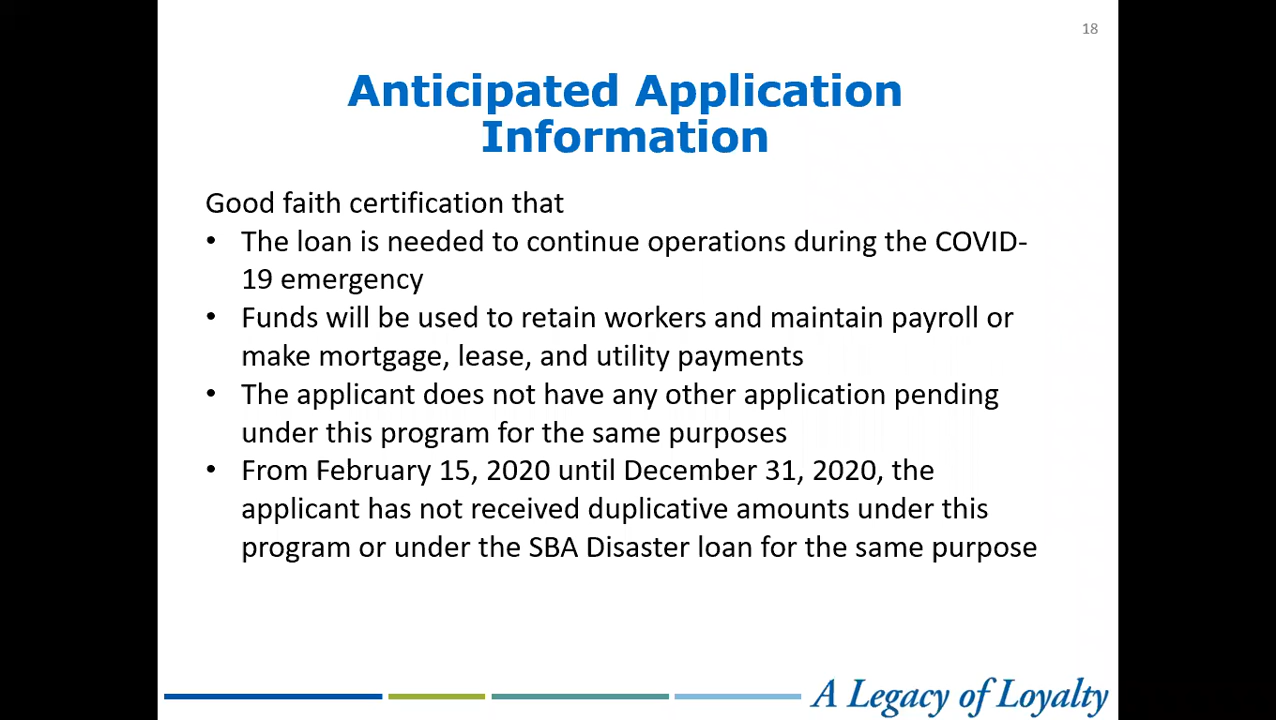 18
Anticipated Application
Information
Good faith certification that
• The loan is needed to continue operations during the COVID-
19 emergency
• Funds will be used to retain workers and maintain payroll or
make mortgage, lease, and utility payments
• The applicant does not have any other application pending
under this program for the same purposes
• From February 15, 2020 until December 31, 2020, the
applicant has not received duplicative amounts under this
program or under the SBA Disaster loan for the same purpose
A Legacy of Loyalty